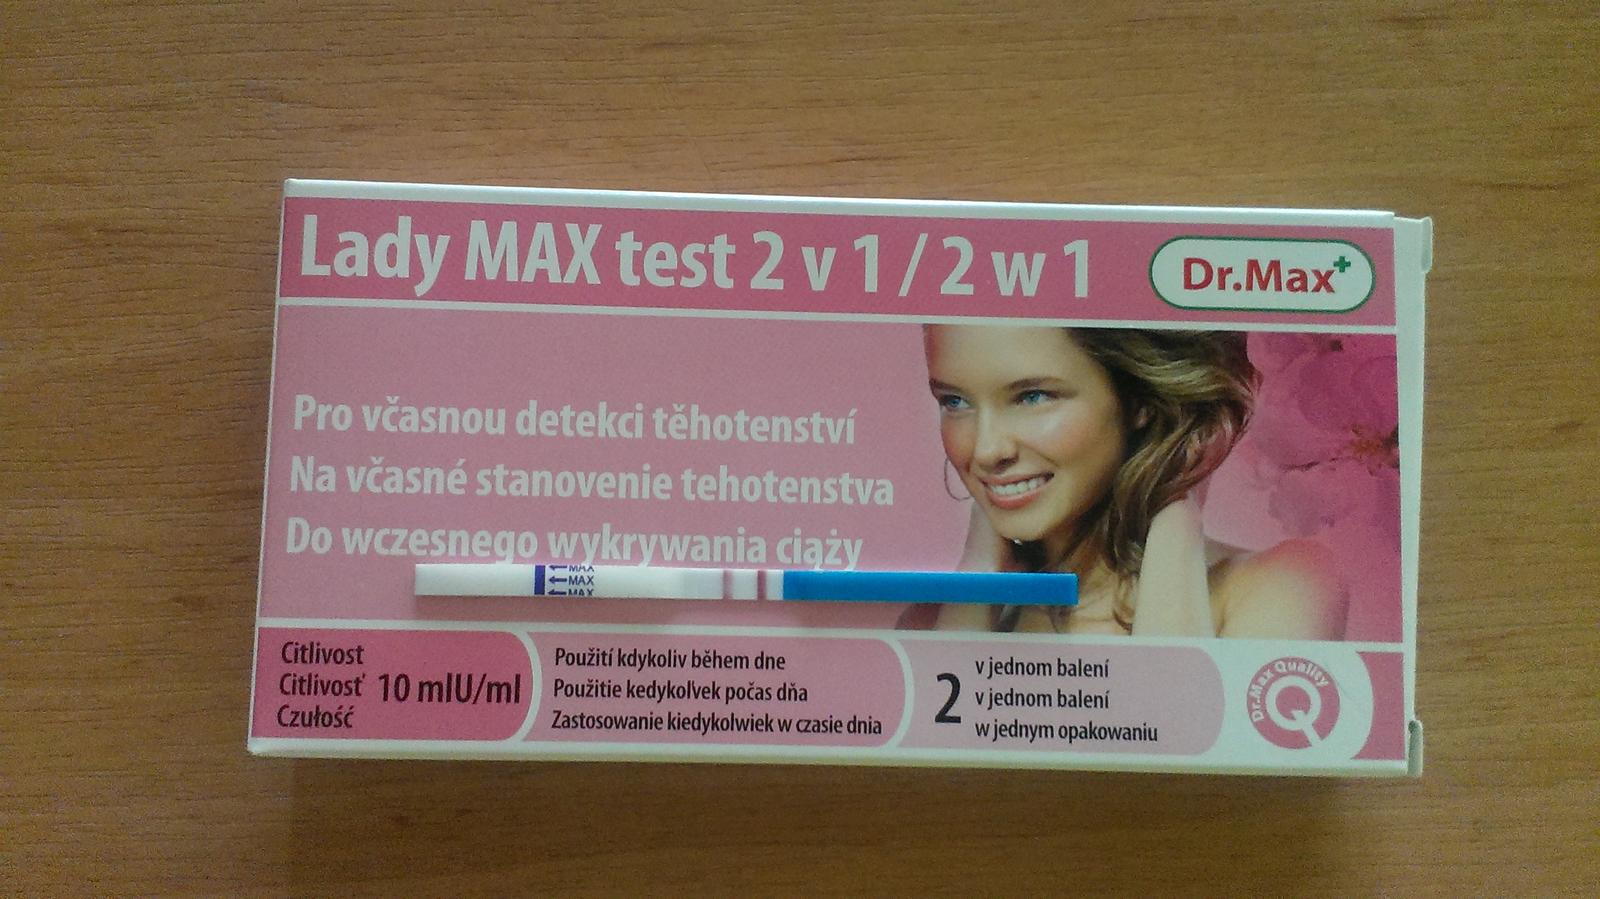 Lady MAX test 2 v 1 / 2 w 1
Dr.Max+
Pro včasnou detekci těhotenství
Na včasné stanovenie tehotenstva
Do wczesnego wykrywania ciąży
MAX
MAX
MAX
Citlivost
Citlivosť
Czułość
10 mIU/ml
Použití kdykoliv během dne
Použitie kedykoľvek počas dňa
Zastosowanie kiedykolwiek w czasie dnia
2
v jednom balení
v jednom balení
w jednym opakowaniu
Dr.Max Quality
Q